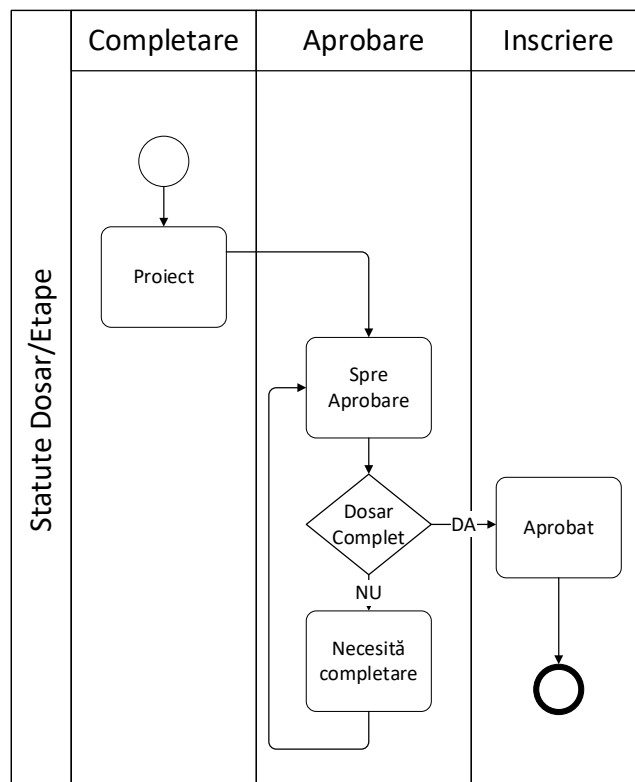 Completare
Aprobare
Inscriere
Statute Dosar/Etape
Proiect
Spre
Aprobare
Dosar
Complet
DA
Aprobat
NU
Necesită
completare